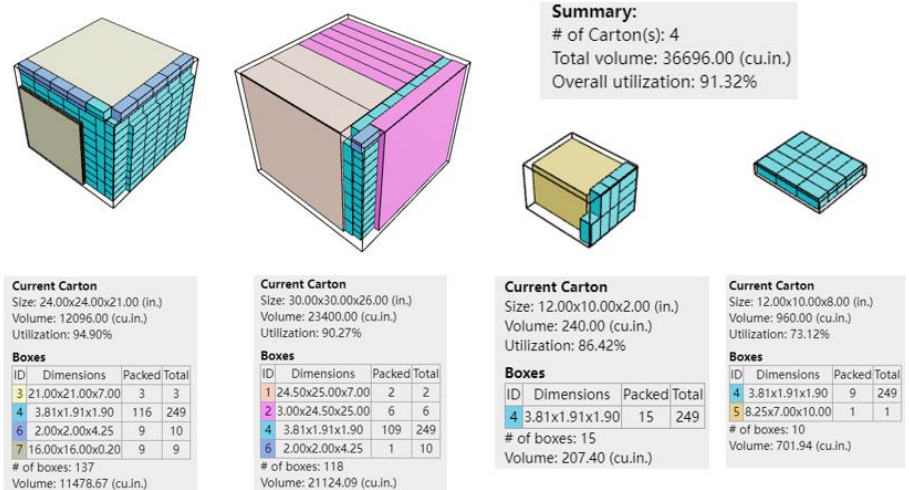 Summary:
# of Carton(s): 4
Total volume: 36696.00 (cu.in.)
Overall utilization: 91.32%
Current Carton
Size: 24.00x24.00x21.00 (in.)
Volume: 12096.00 (cu.in.)
Utilization: 94.90%
Boxes
ID Dimensions Packed Total
3 21.00x21.00x7.00 3 3
4 3.81x1.91x1.90 116 249
6 2.00x2.00x4.25 9 10
7 16.00x16.00x0.20 9 9
# of boxes: 137
Volume: 11478.67 (cu.in.)
Current Carton
Size: 30.00x30.00x26.00 (in.)
Volume: 23400.00 (cu.in.)
Utilization: 90.27%
Boxes
ID Dimensions Packed Total
1 24.50x25.00x7.00 2 2
2 3.00x24.50x25.00 6 6
4 3.81x1.91x1.90 109 249
6 2.00x2.00x4.25 1 10
# of boxes: 118
Volume: 21124.09 (cu.in.)
Current Carton
Size: 12.00x10.00x2.00 (in.)
Volume: 240.00 (cu.in.)
Utilization: 86.42%
Boxes
ID Dimensions Packed Total
4 3.81x1.91x1.90 15 249
# of boxes: 15
Volume: 207.40 (cu.in.)
Current Carton
Size: 12.00x10.00x8.00 (in.)
Volume: 960.00 (cu.in.)
Utilization: 73.12%
Boxes
ID Dimensions Packed Total
4 3.81x1.91x1.90 9 249
5 8.25x7.00x10.00 1 1
# of boxes: 10
Volume: 701.94 (cu.in.)